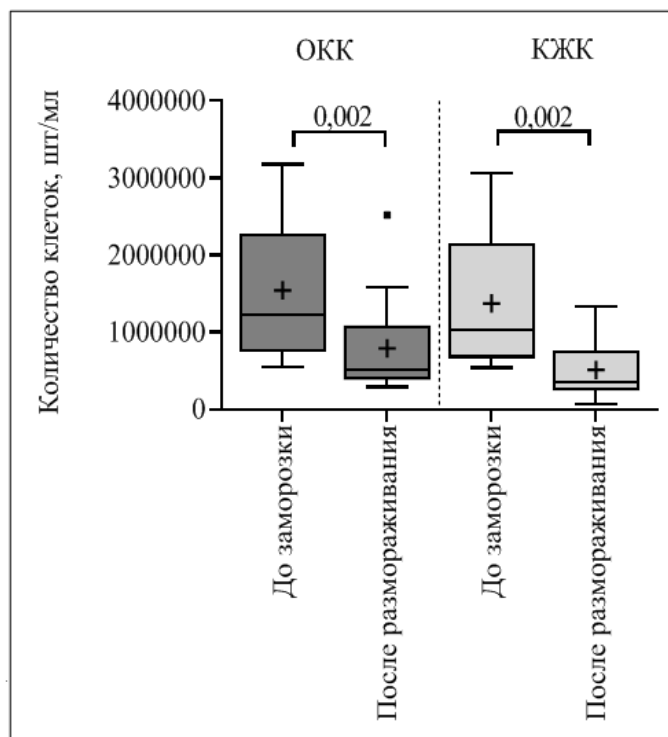 ОКК КЖК
Количество клеток, шт/мл
4000000
3000000
2000000
1000000
0
0,002 0,002
До заморозки
После размораживания
До заморозки
После размораживания